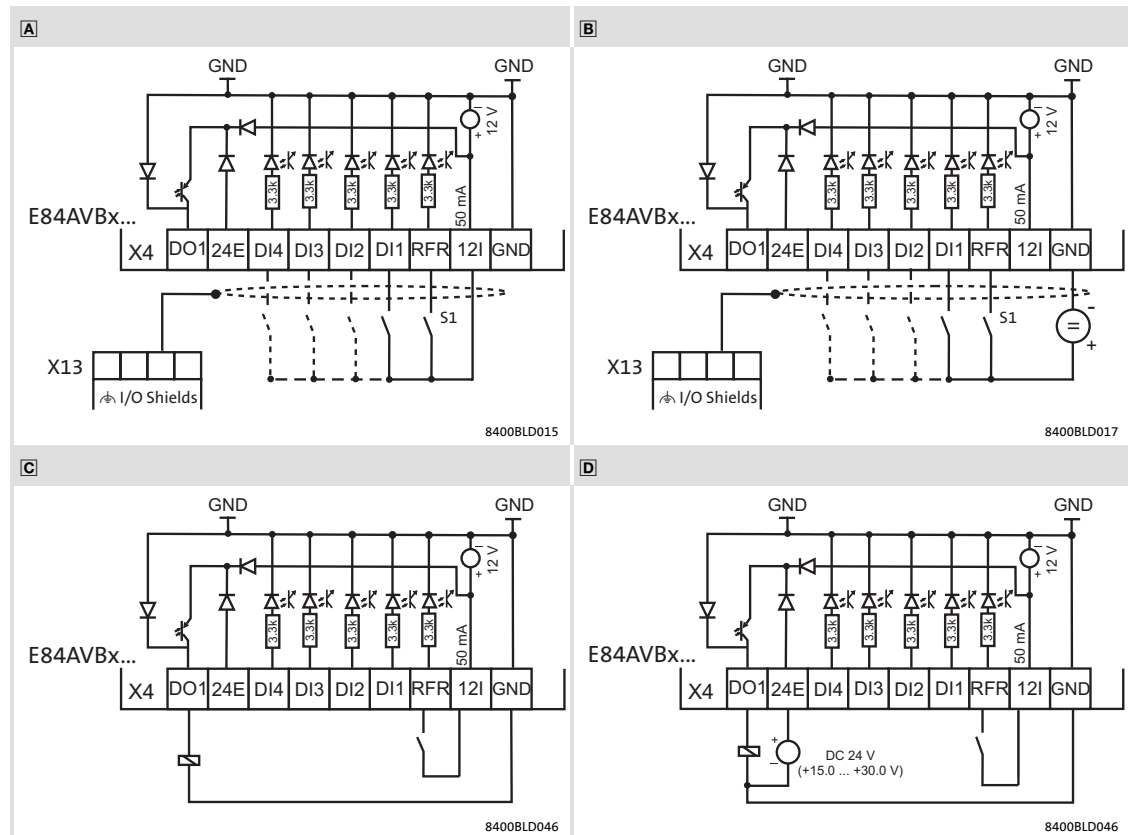 A
GND GND
− 12 V +
3.3k 3.3k 3.3k 3.3k 3.3k 50 mA
E84AVBx...
X4 DO1 24E DI4 DI3 DI2 DI1 RFR 12I GND
S1
X13
I/O Shields
8400BLD015
B
GND GND
− 12 V +
3.3k 3.3k 3.3k 3.3k 3.3k 50 mA
E84AVBx...
X4 DO1 24E DI4 DI3 DI2 DI1 RFR 12I GND
S1 - = +
X13
I/O Shields
8400BLD017
C
GND GND
− 12 V +
3.3k 3.3k 3.3k 3.3k 3.3k 50 mA
E84AVBx...
X4 DO1 24E DI4 DI3 DI2 DI1 RFR 12I GND
8400BLD046
D
GND GND
− 12 V +
3.3k 3.3k 3.3k 3.3k 3.3k 50 mA
E84AVBx...
X4 DO1 24E DI4 DI3 DI2 DI1 RFR 12I GND
+ −
DC 24 V
(+15.0 ... +30.0 V)
8400BLD046